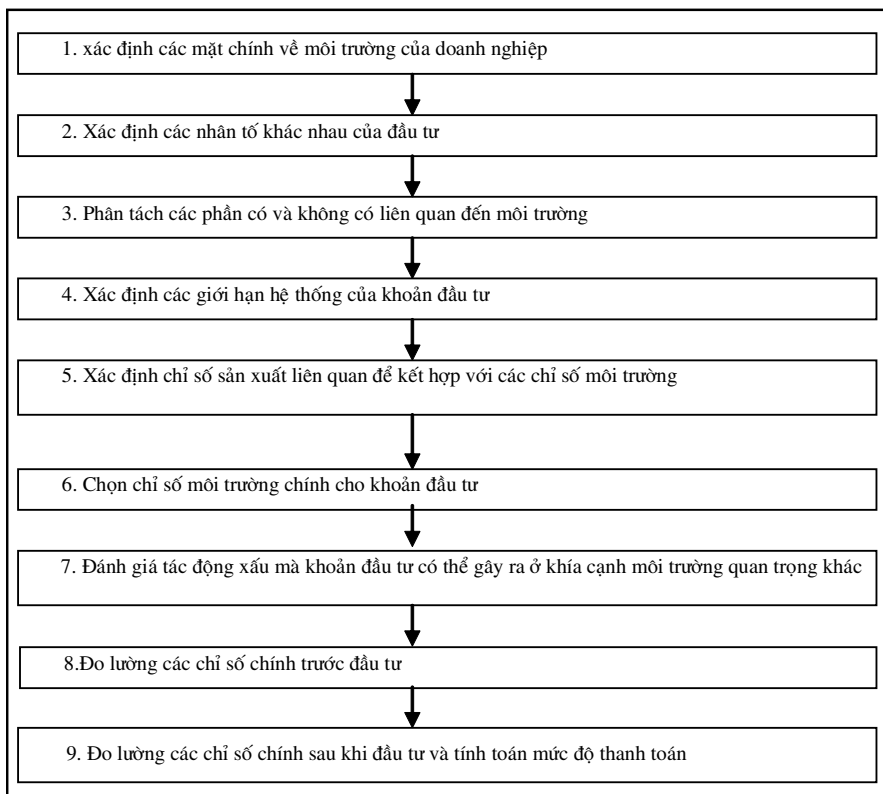 1. xác định các mặt chính về môi trường của doanh nghiệp
2. Xác định các nhân tố khác nhau của đầu tư
3. Phân tách các phần có và không có liên quan đến môi trường
4. Xác định các giới hạn hệ thống của khoản đầu tư
5. Xác định chỉ số sản xuất liên quan để kết hợp với các chỉ số môi trường
6. Chọn chỉ số môi trường chính cho khoản đầu tư
7. Đánh giá tác động xấu mà khoản đầu tư có thể gây ra ở khía cạnh môi trường quan trọng khác
8.Đo lường các chỉ số chính trước đầu tư
9. Đo lường các chỉ số chính sau khi đầu tư và tính toán mức độ thanh toán